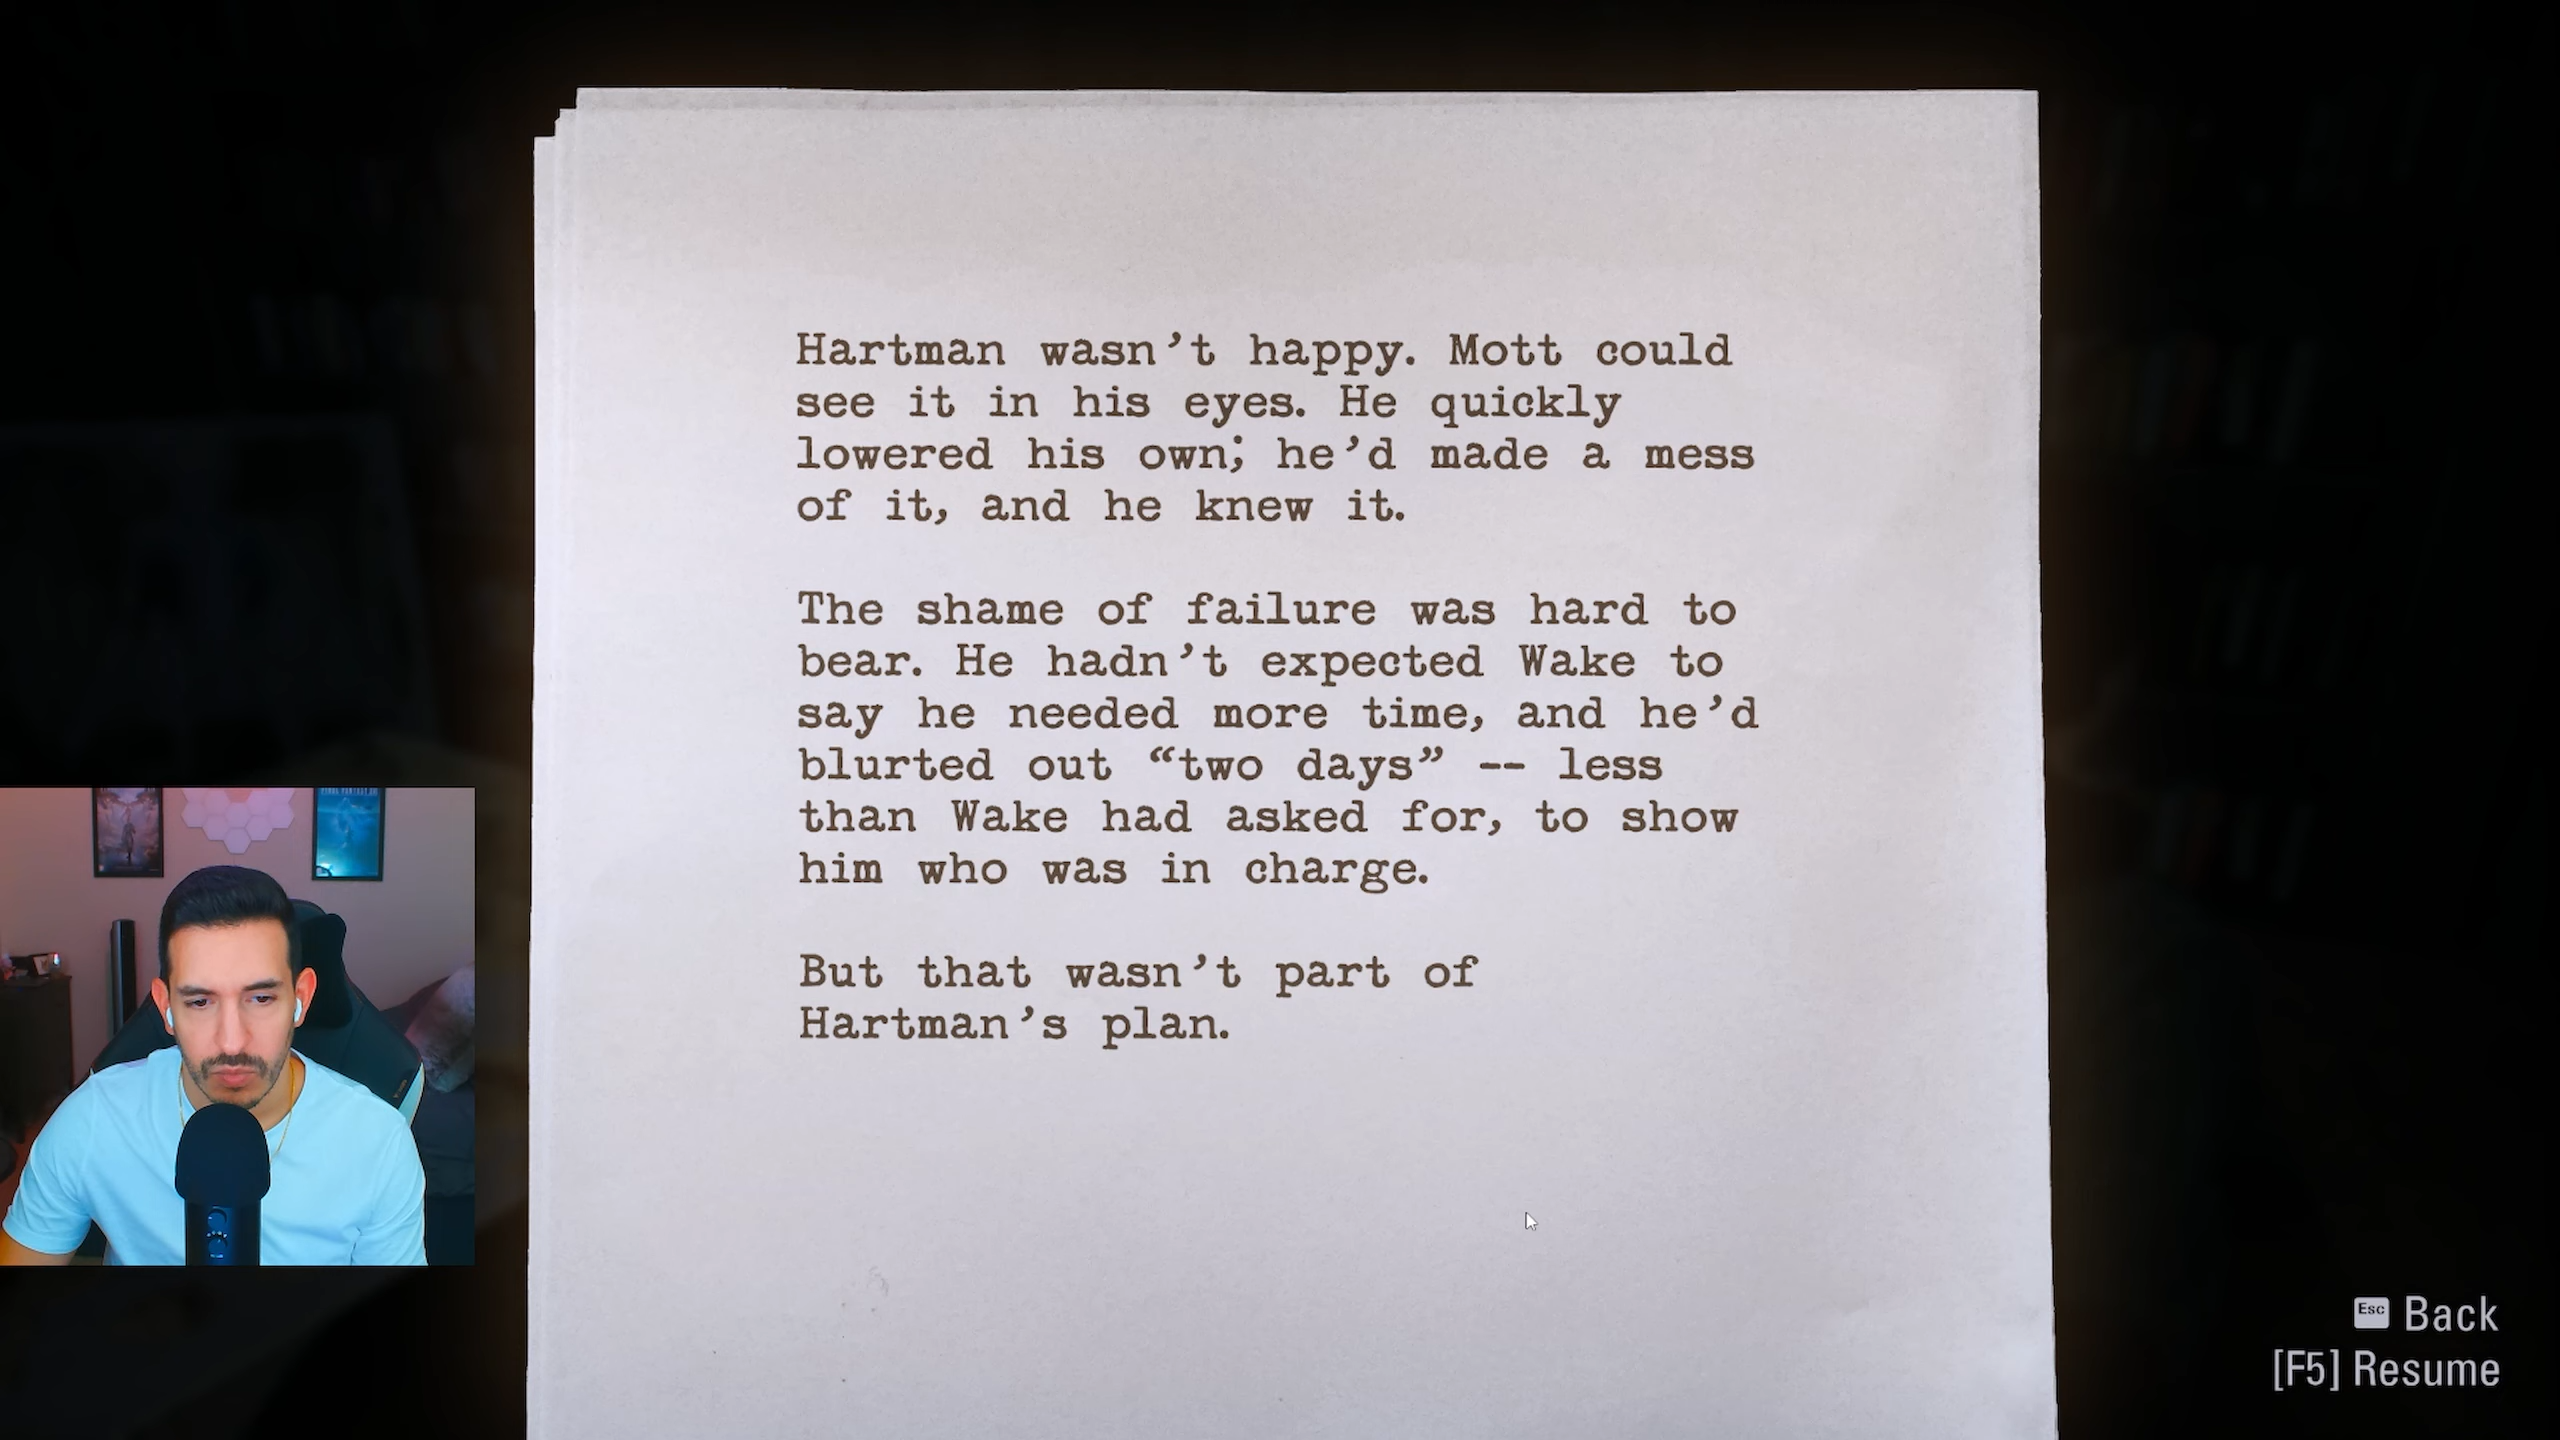 Hartman wasn’t happy. Mott could
see it in his eyes. He quickly
lowered his own; he’d made a mess
of it, and he knew it.
The shame of failure was hard to
bear. He hadn’t expected Wake to
say he needed more time, and he’d
blurted out “two days” -- less
than Wake had asked for, to show
him who was in charge.
But that wasn’t part of
Hartman’s plan.
Esc Back
[F5] Resume